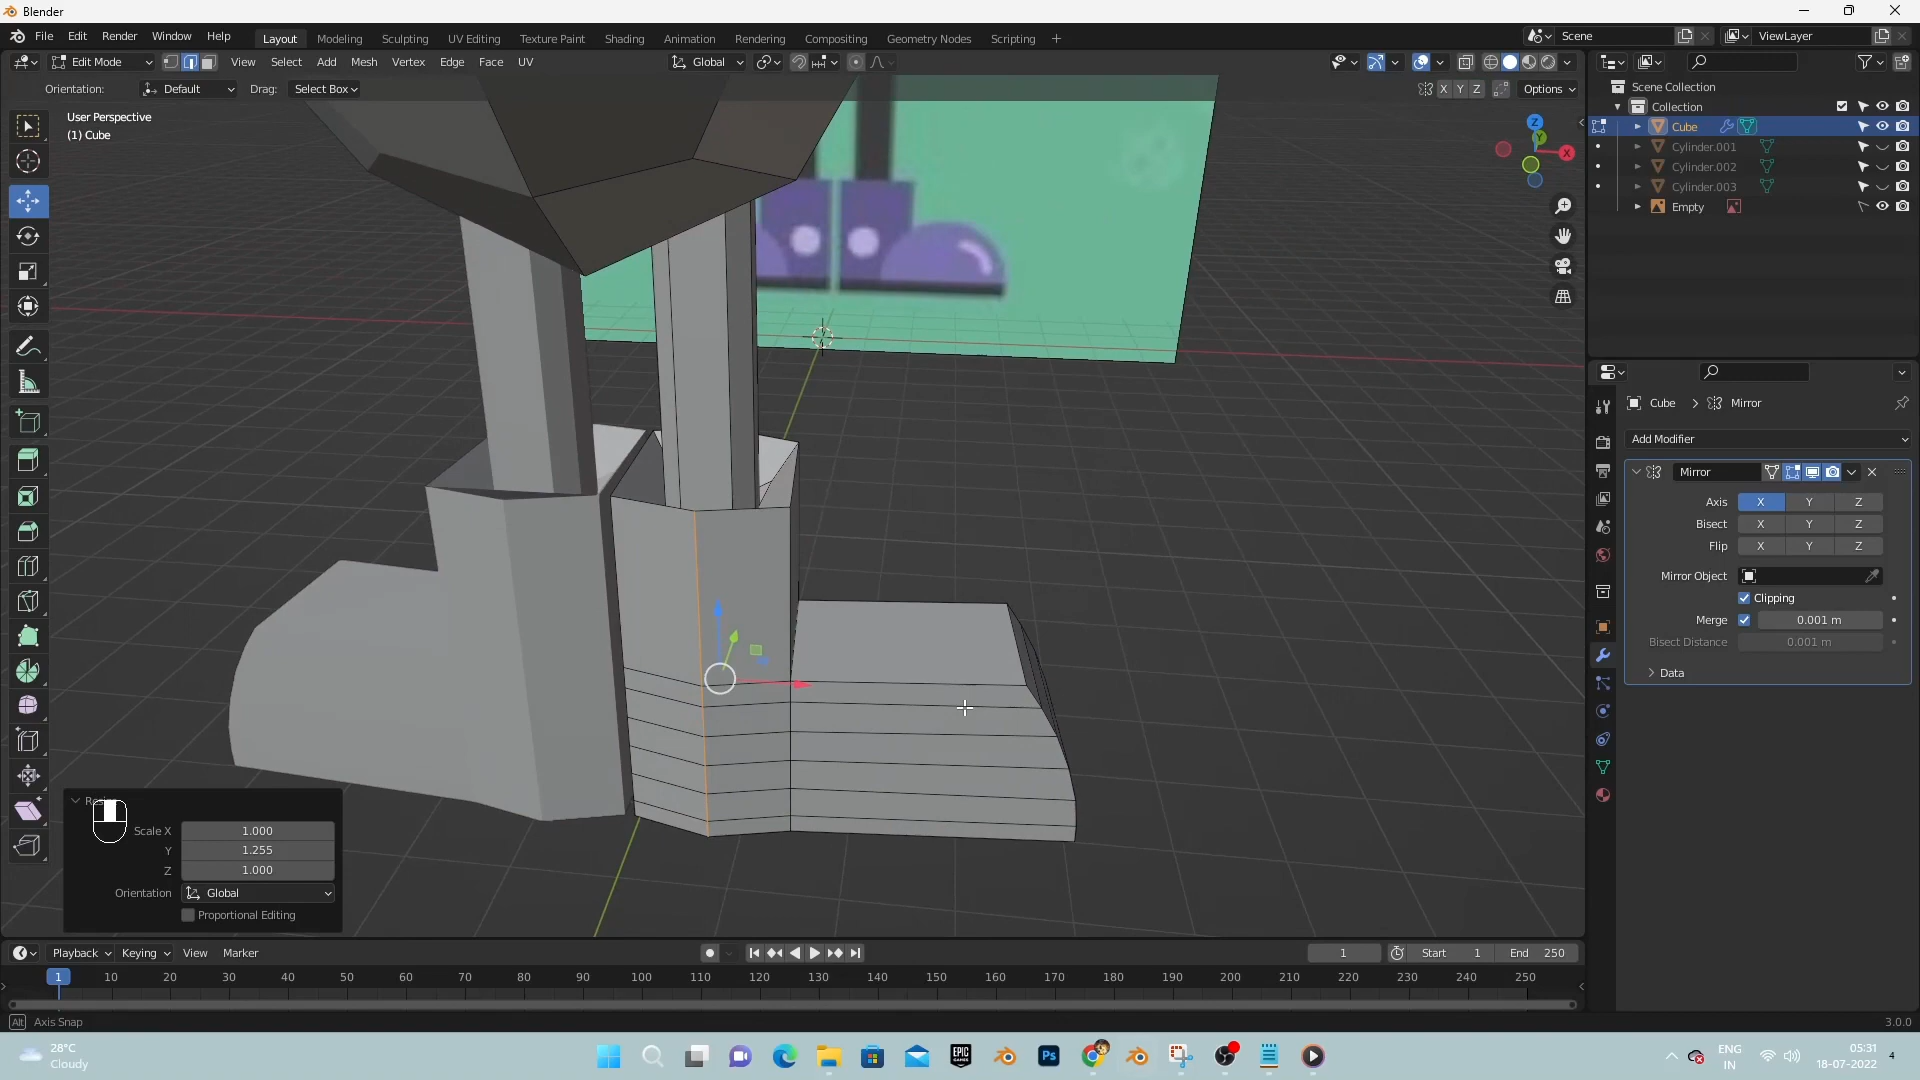 Blender
File Edit Render Window Help Layout Modeling Sculpting UV Editing Texture Paint Shading Animation Rendering Compositing Geometry Nodes Scripting + Scene ViewLayer
Edit Mode View Select Add Mesh Vertex Edge Face UV Global
Orientation: Default Drag: Select Box X Y Z Options
User Perspective
(1) Cube
Z
Y
X
Scene Collection
Collection
Cube
Cylinder.001
Cylinder.002
Cylinder.003
Empty
Cube > Mirror
Add Modifier
Mirror
Axis X Y Z
Bisect X Y Z
Flip X Y Z
Mirror Object
Clipping
Merge 0.001 m
Bisect Distance 0.001 m
Data
Scale X 1.000
Y 1.255
Z 1.000
Orientation Global
Proportional Editing
Playback Keying View Marker 1 Start 1 End 250
1 10 20 30 40 50 60 70 80 90 100 110 120 130 140 150 160 170 180 190 200 210 220 230 240 250
Alt Axis Snap 3.0.0
28°C
Cloudy
EPIC GAMES
Ps
ENG
IN
05:31
18-07-2022
4